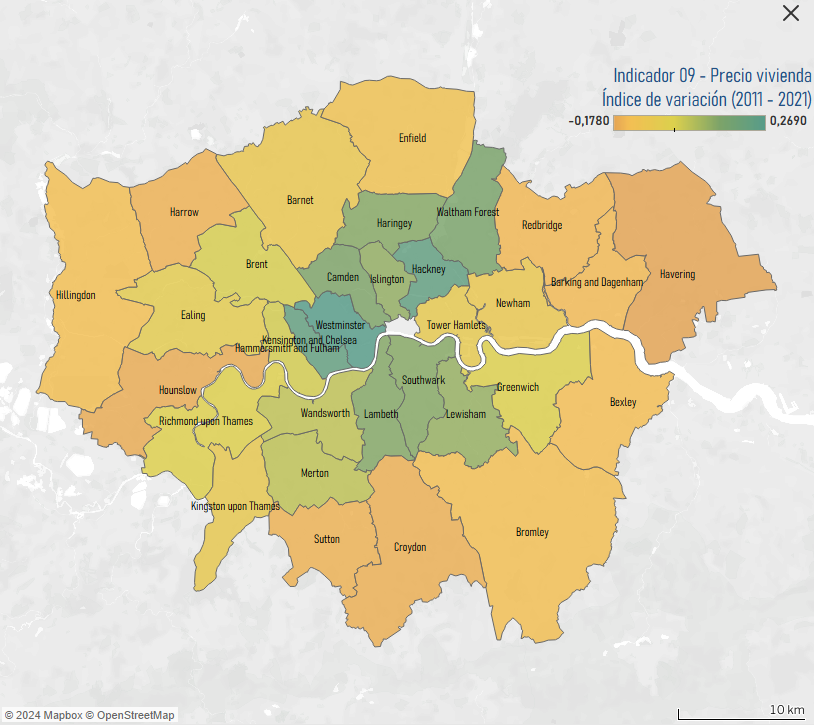 Indicador 09 - Precio vivienda
Índice de variación (2011 - 2021)
-0,1780
0,2690
Enfield
Barnet
Harrow
Haringey
Waltham Forest
Redbridge
Brent
Camden
Islington
Hackney
Barking and Dagenham
Havering
Hillingdon
Ealing
Newham
Westminster
Tower Hamlets
Kensington and Chelsea
Hammersmith and Fulham
Hounslow
Southwark
Greenwich
Bexley
Richmond upon Thames
Wandsworth
Lambeth
Lewisham
Merton
Kingston upon Thames
Sutton
Croydon
Bromley
© 2024 Mapbox © OpenStreetMap
10 km